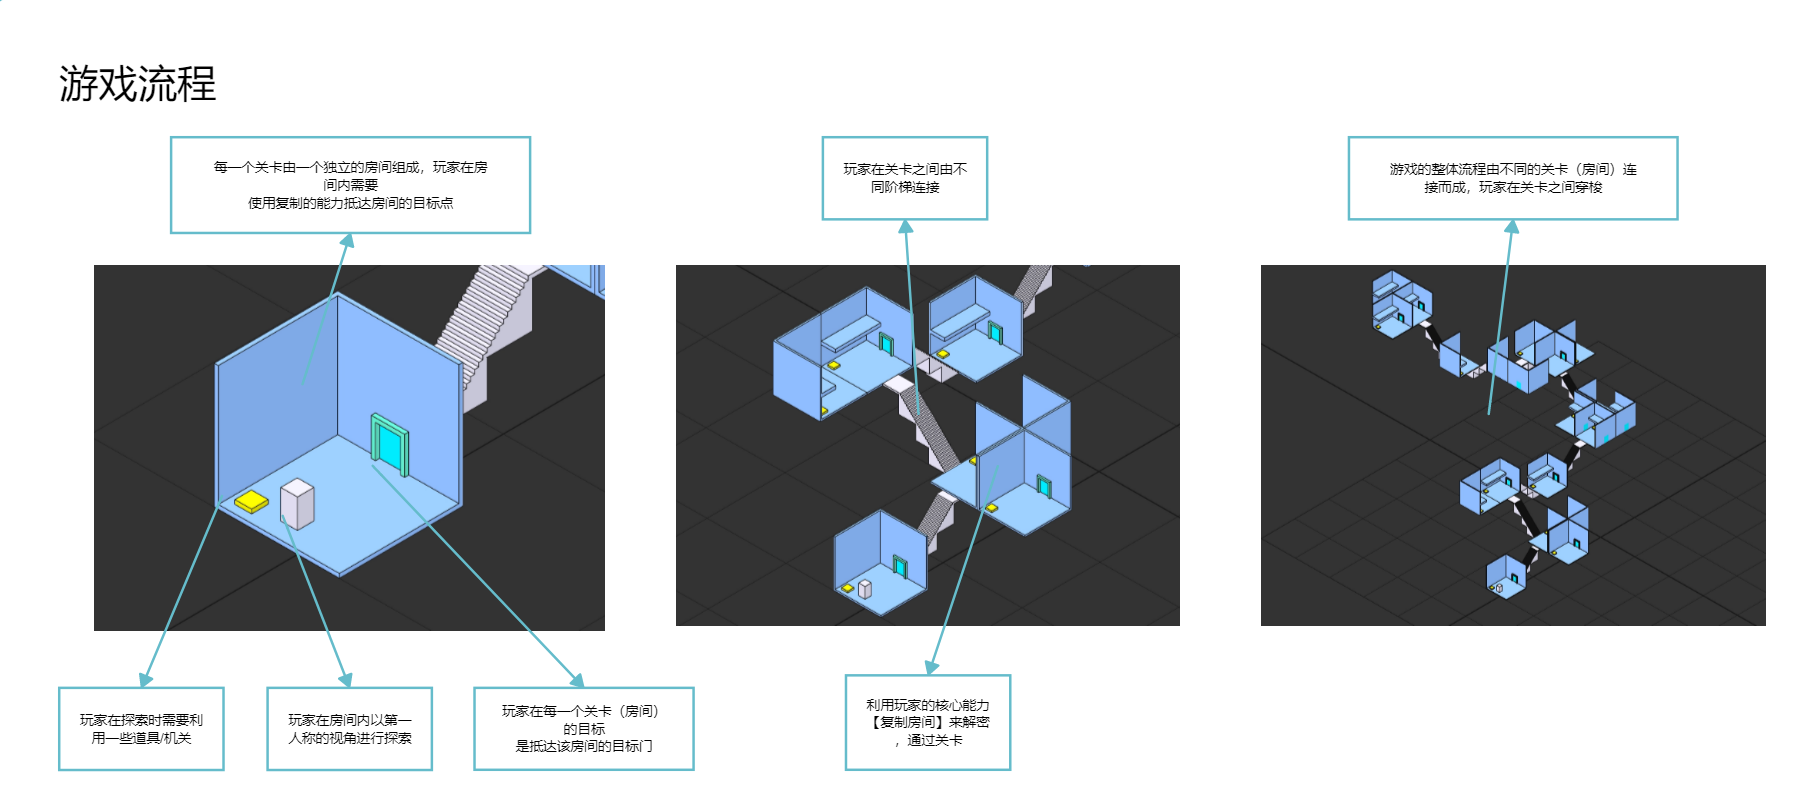 游戏流程
每一个关卡由一个独立的房间组成，玩家在房
间内需要
使用复制的能力抵达房间的目标点
玩家在关卡之间由不
同阶梯连接
游戏的整体流程由不同的关卡（房间）连
接而成，玩家在关卡之间穿梭
玩家在探索时需要利
用一些道具/机关
玩家在房间内以第一
人称的视角进行探索
玩家在每一个关卡（房间）
的目标
是抵达该房间的目标门
利用玩家的核心能力
【复制房间】来解密
，通过关卡